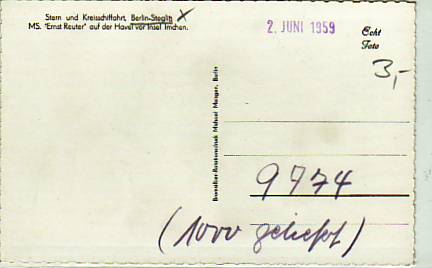 Stern und Kreisschiffahrt, Berlin-Steglitz X
MS. "Ernst Reuter" auf der Havel vor Insel Imchen.
2. JUNI 1959
Echt
Foto
3,-
Berlin
9774
(1000 geliefert)